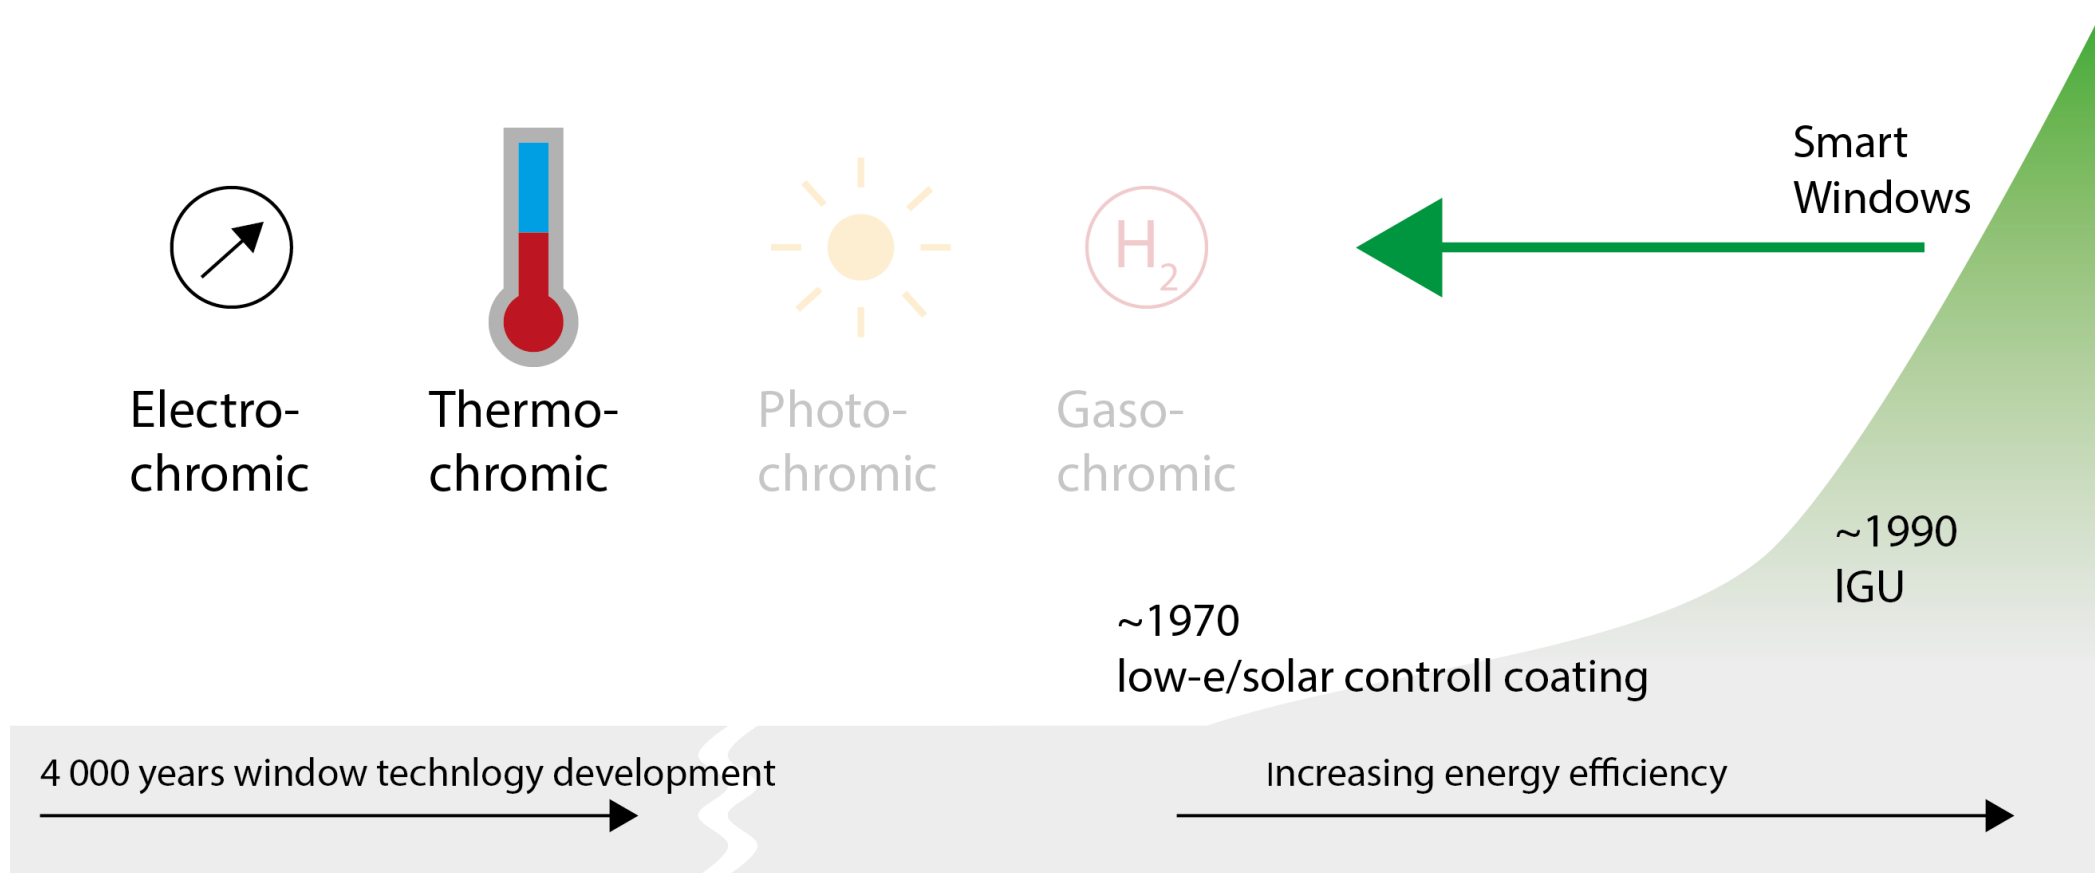 Smart
Windows
H2
Electro-
chromic
Thermo-
chromic
Photo-
chromic
Gaso-
chromic
~1990
IGU
~1970
low-e/solar controll coating
4 000 years window technlogy development
Increasing energy efficiency